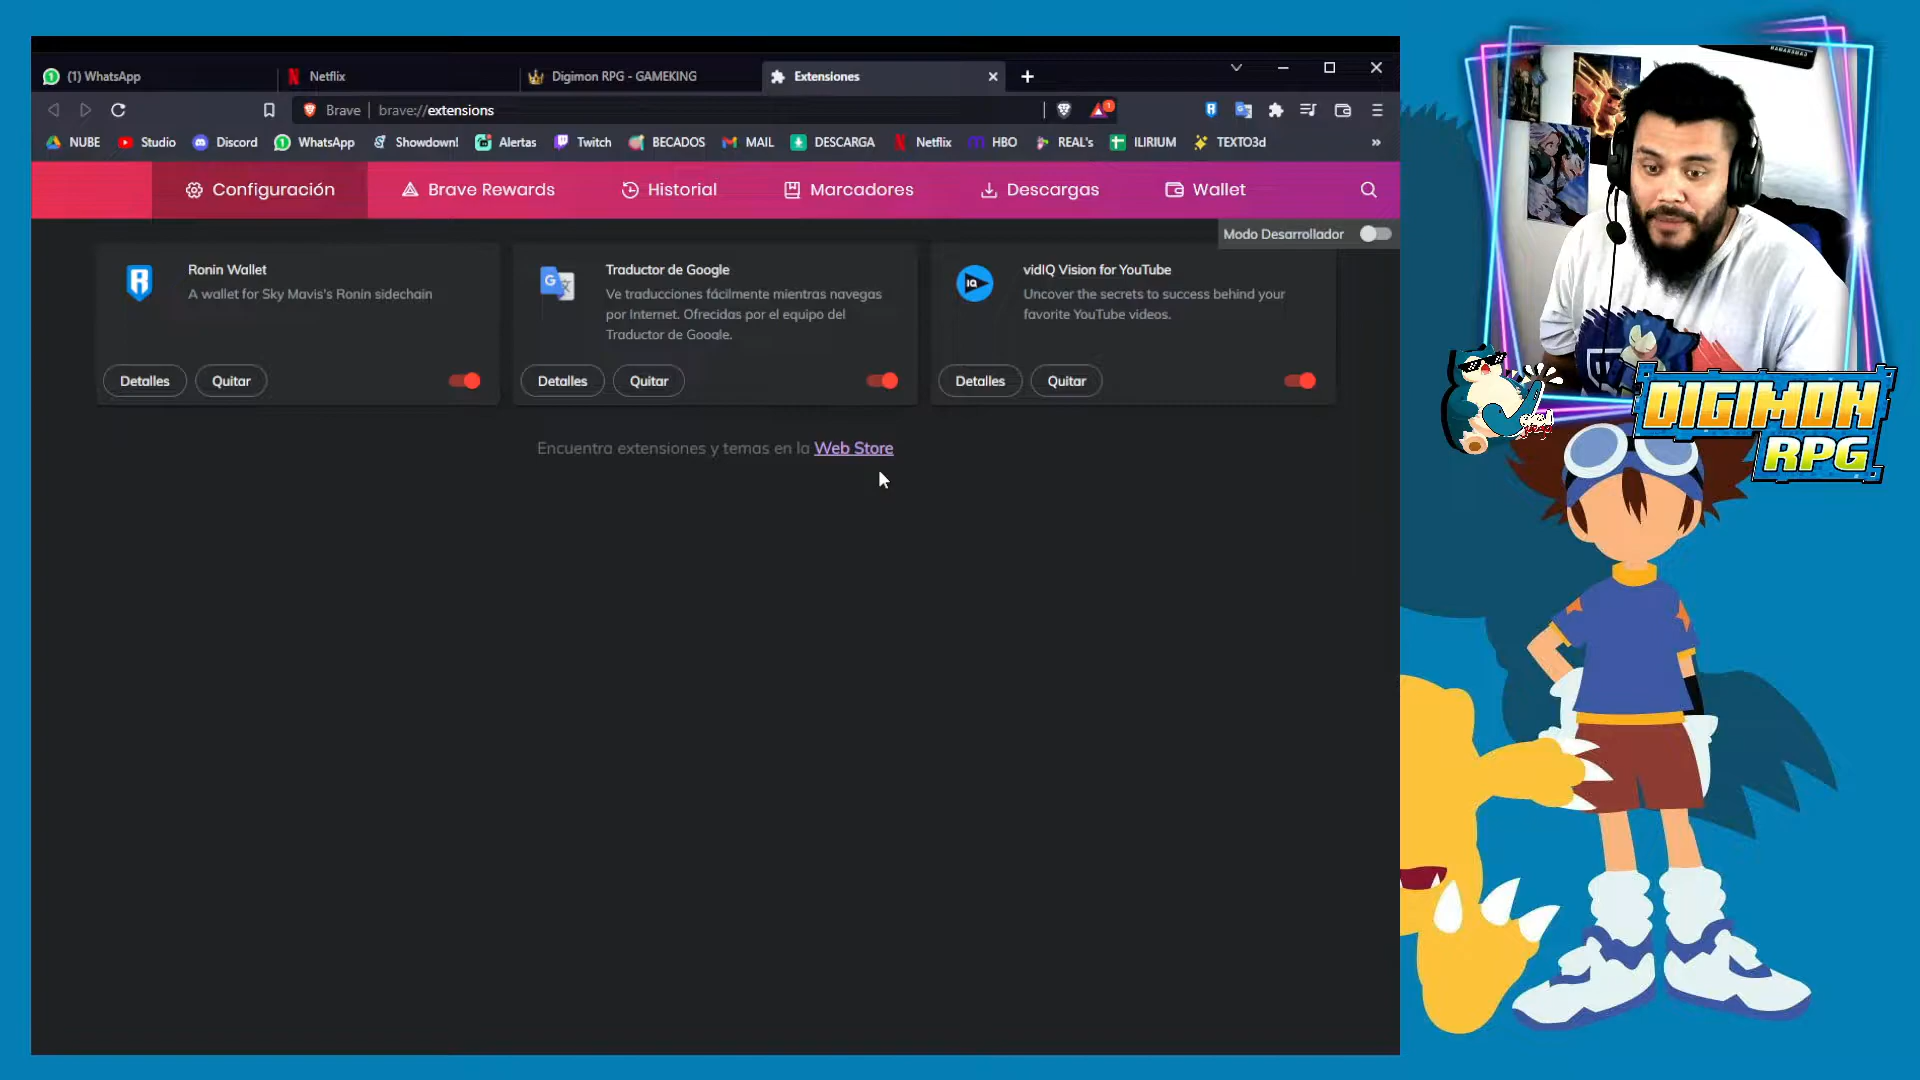 (1) WhatsApp
Netflix
Digimon RPG - GAMEKING
Extensiones
Brave
brave://extensions
1
NUBE
Studio
Discord
WhatsApp
Showdown!
Alertas
Twitch
BECADOS
MAIL
DESCARGA
Netflix
HBO
REAL's
ILIRIUM
TEXTO3d
»
Configuración
Brave Rewards
Historial
Marcadores
Descargas
Wallet
Modo Desarrollador
Ronin Wallet
A wallet for Sky Mavis's Ronin sidechain
Detalles
Quitar
Traductor de Google
Ve traducciones fácilmente mientras navegas
por Internet. Ofrecidas por el equipo del
Traductor de Google.
Detalles
Quitar
vidIQ Vision for YouTube
Uncover the secrets to success behind your
favorite YouTube videos.
Detalles
Quitar
Encuentra extensiones y temas en la Web Store
DIGIMON
RPG